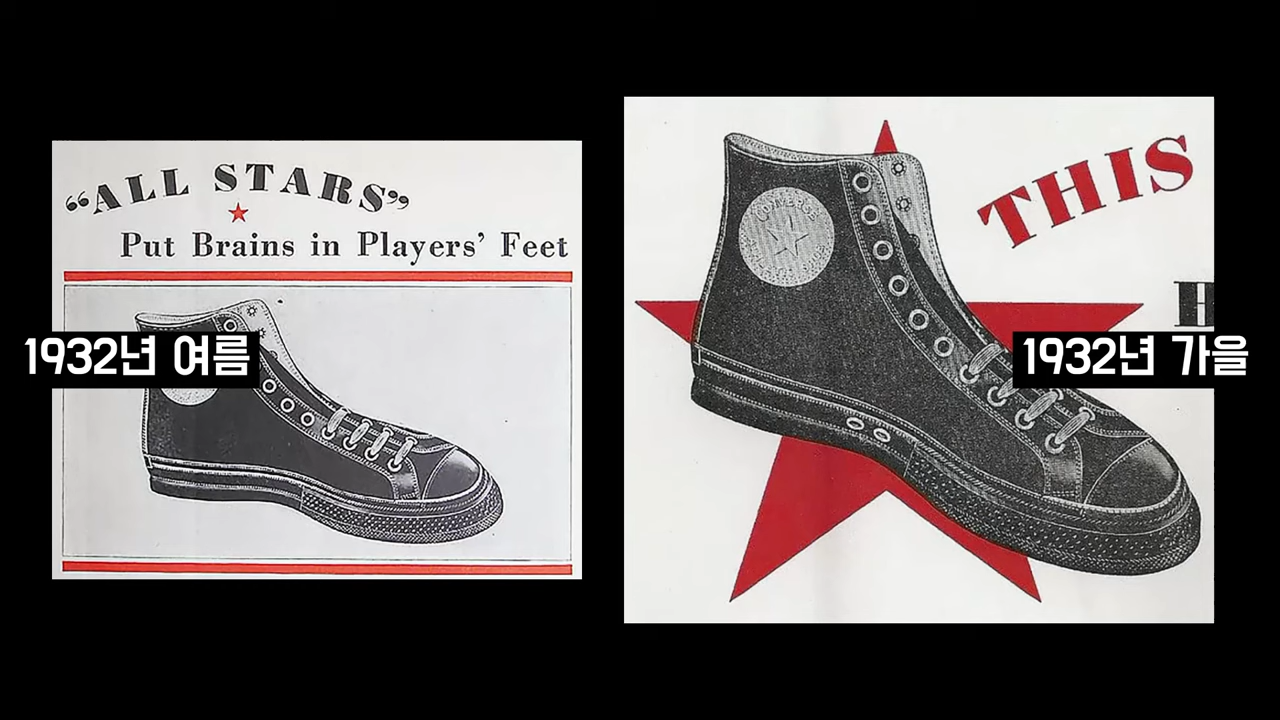 “ALL STARS”
Put Brains in Players’ Feet
1932년 여름
THIS
CONVERSE
1932년 가을